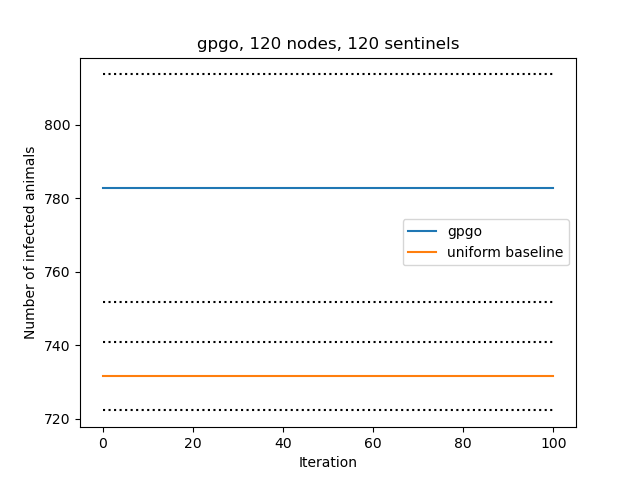 gpgo, 120 nodes, 120 sentinels
Number of infected animals
800
780
760
740
720
gpgo
uniform baseline
0 20 40 60 80 100
Iteration